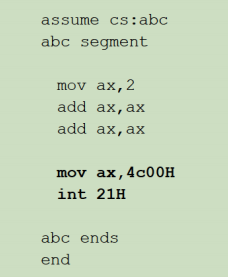 assume cs:abc
abc segment
mov ax,2
add ax,ax
add ax,ax
mov ax,4c00H
int 21H
abc ends
end